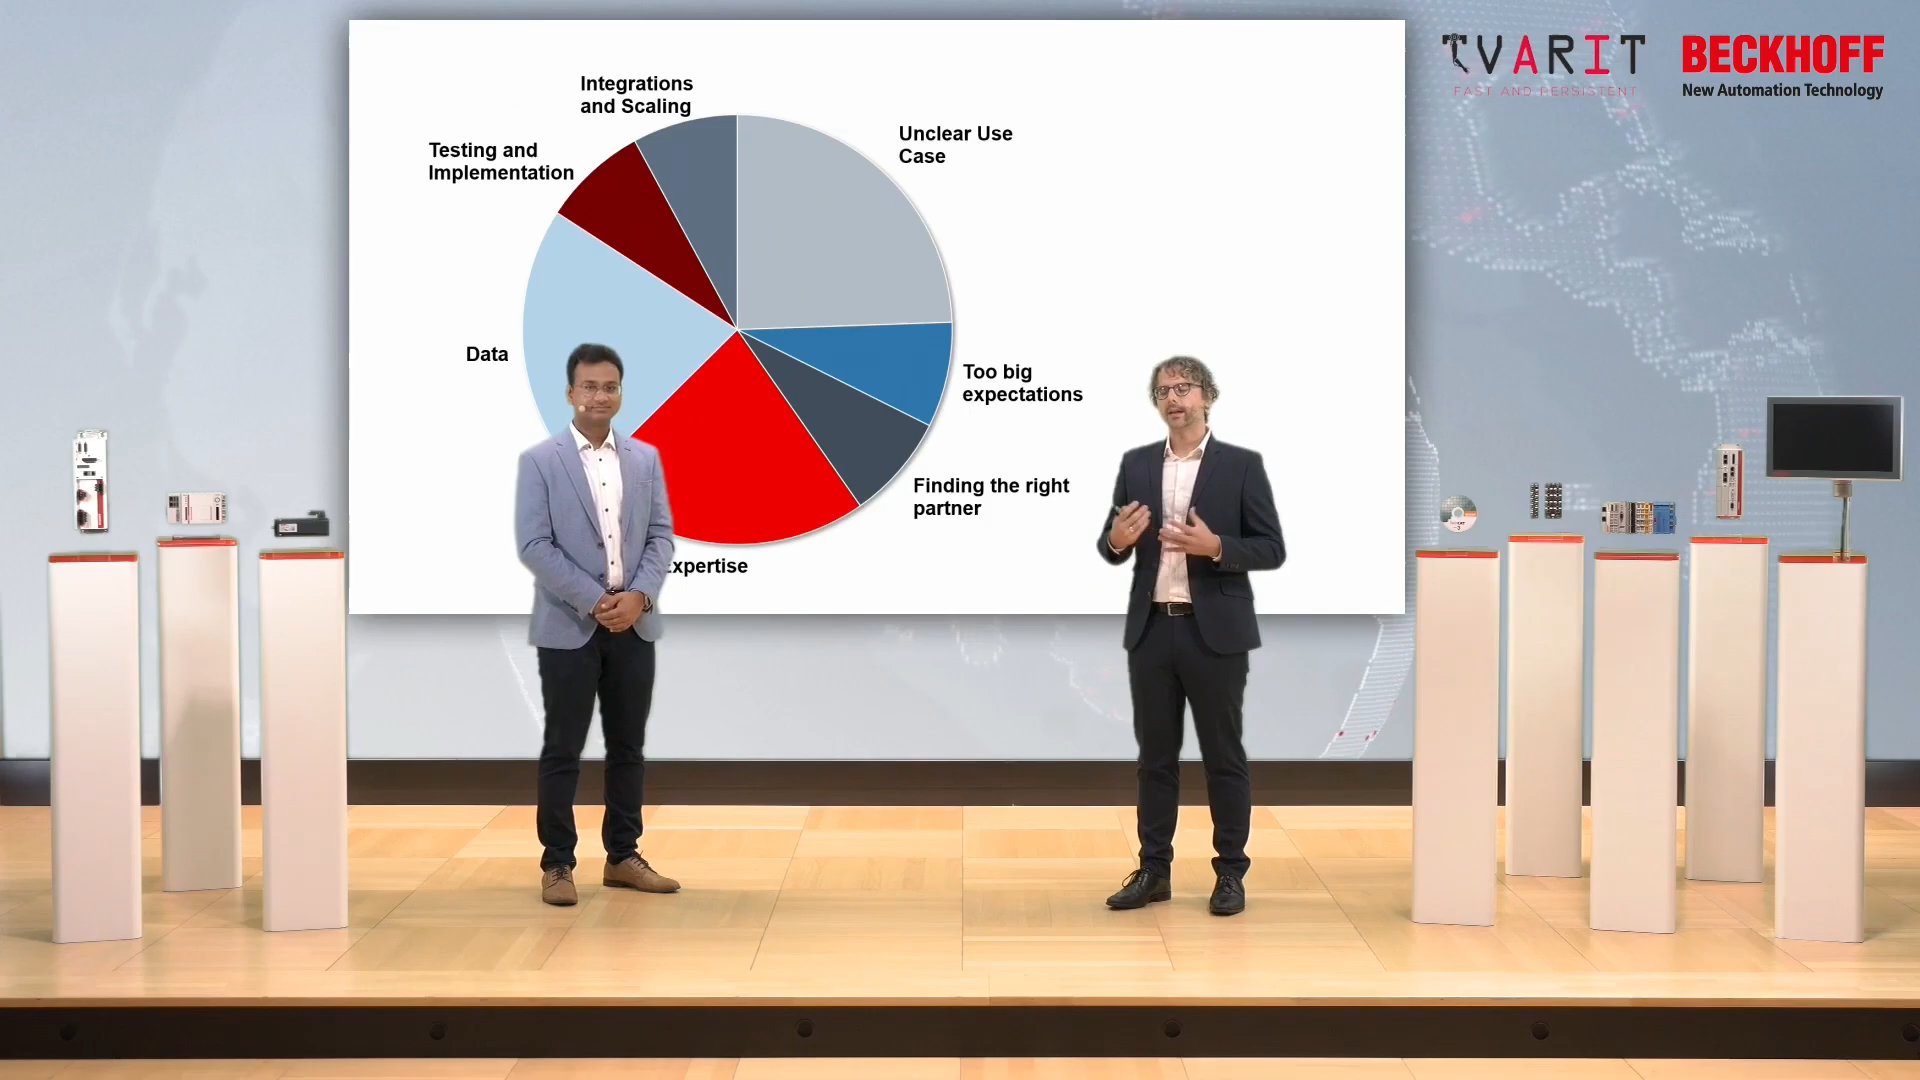 TVARIT
FAST AND PERSISTENT
BECKHOFF
New Automation Technology
Integrations
and Scaling
Unclear Use
Case
Testing and
Implementation
Data
Too big
expectations
Finding the right
partner
xpertise